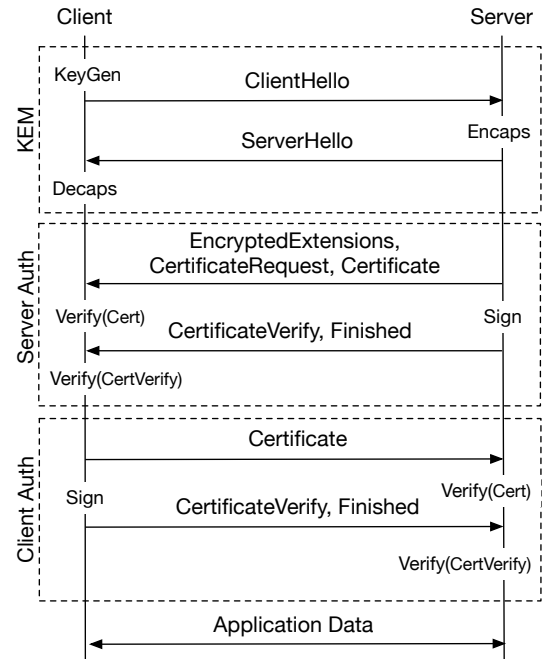 Client
Server
KEM
KeyGen
ClientHello
Encaps
ServerHello
Decaps
Server Auth
EncryptedExtensions,
CertificateRequest, Certificate
Verify(Cert)
Sign
CertificateVerify, Finished
Verify(CertVerify)
Client Auth
Certificate
Sign
Verify(Cert)
CertificateVerify, Finished
Verify(CertVerify)
Application Data